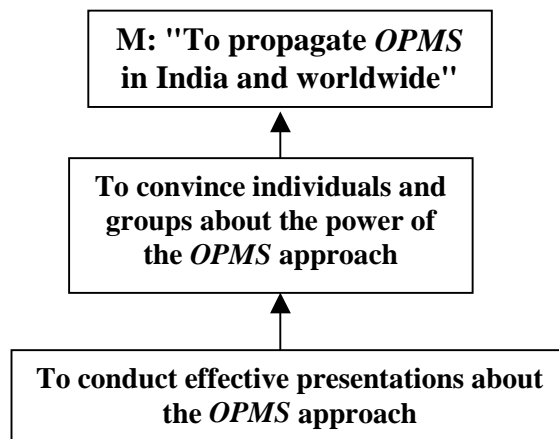 M: "To propagate OPMS
in India and worldwide"
To convince individuals and
groups about the power of
the OPMS approach
To conduct effective presentations about
the OPMS approach